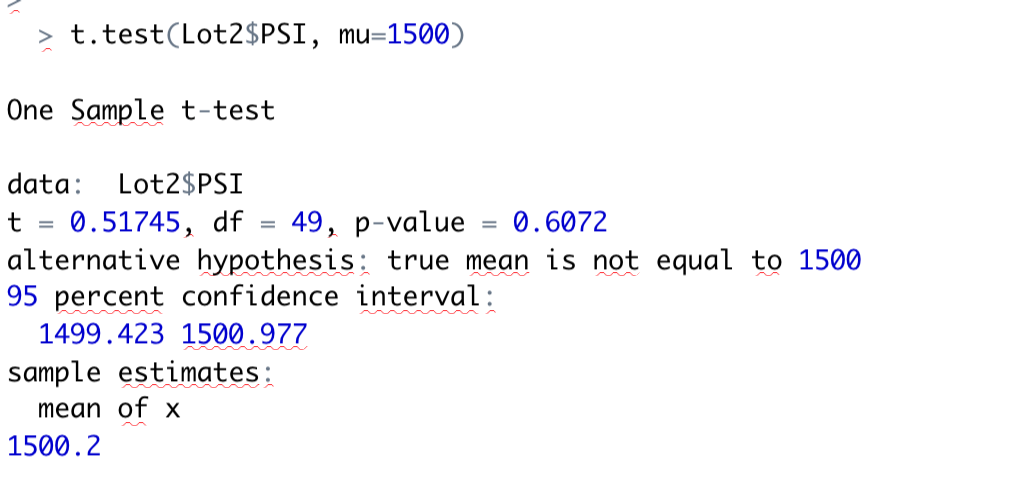 >
> t.test(Lot2$PSI, mu=1500)
One Sample t-test
data:  Lot2$PSI
t = 0.51745, df = 49, p-value = 0.6072
alternative hypothesis: true mean is not equal to 1500
95 percent confidence interval:
  1499.423 1500.977
sample estimates:
  mean of x
1500.2